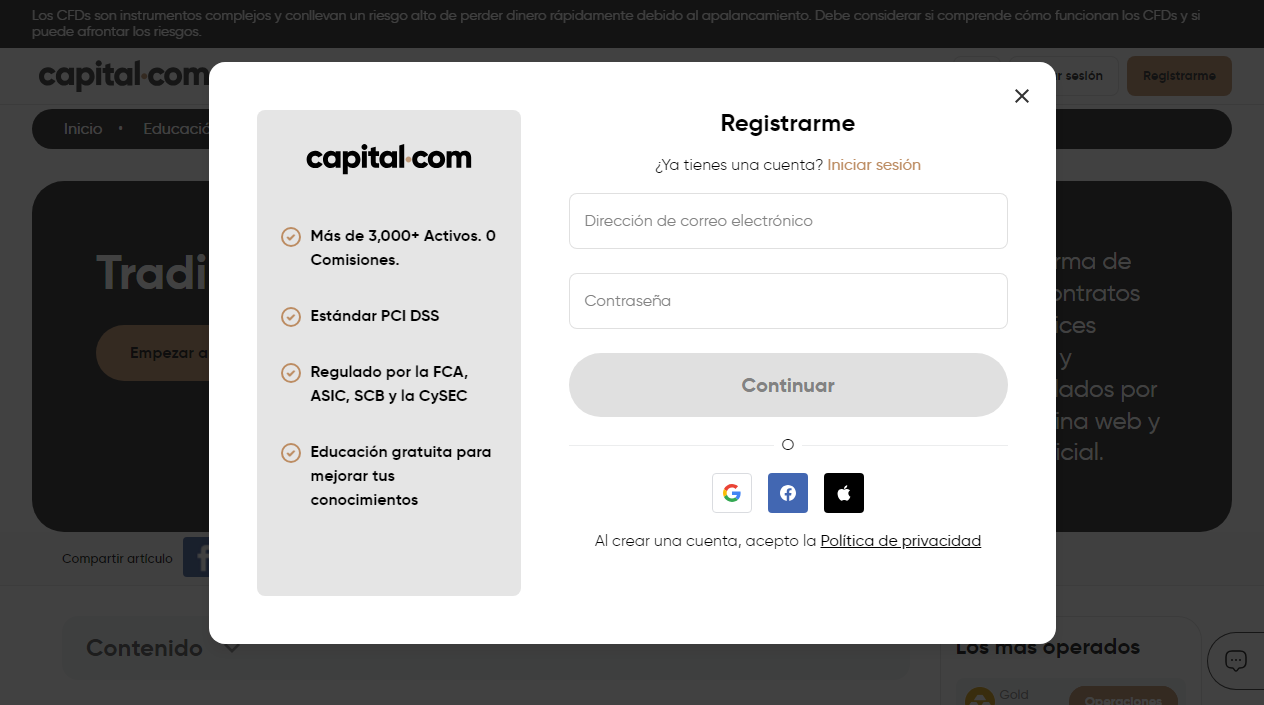 Los CFDs son instrumentos complejos y conllevan un riesgo alto de perder dinero rápidamente debido al apalancamiento. Debe considerar si comprende cómo funcionan los CFDs y si
puede afrontar los riesgos.
capital.com
sesión
Registrarme
Inicio
•
Educació
Tradi
Empezar a
rma de
ontratos
ices
y
lados por
ina web y
icial.
Compartir artículo
Contenido
Los más operados
Gold
Operaciones
capital.com
Más de 3,000+ Activos. 0
Comisiones.
Estándar PCI DSS
Regulado por la FCA,
ASIC, SCB y la CySEC
Educación gratuita para
mejorar tus
conocimientos
Registrarme
¿Ya tienes una cuenta? Iniciar sesión
Dirección de correo electrónico
Contraseña
Continuar
O
Al crear una cuenta, acepto la Política de privacidad